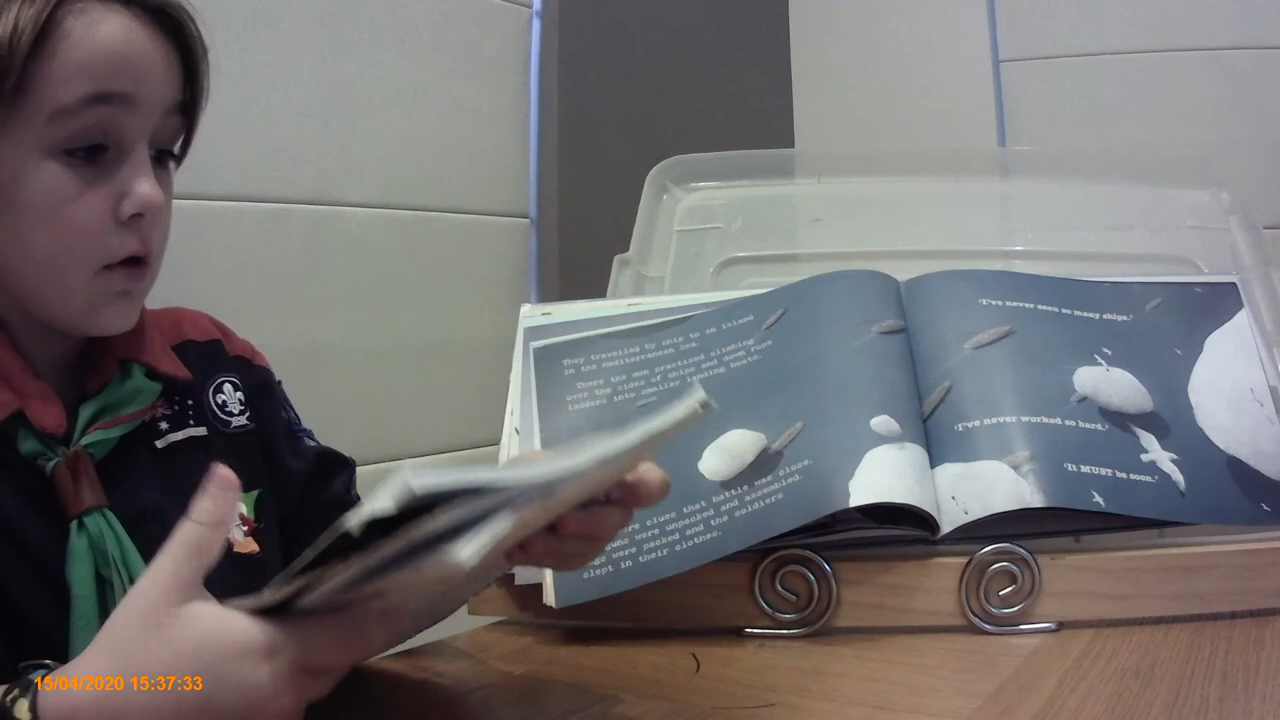 They travelled by ship to an island
in the Mediterranean Sea.
There the men practised climbing
over the sides of ships and down rope
ladders into smaller landing boats.
clues that battle was close.
were unpacked and assembled.
were packed and the soldiers
slept in their clothes.
'I've never seen so many ships.'
'I've never worked so hard.'
'It MUST be soon.'
15/04/2020 15:37:33